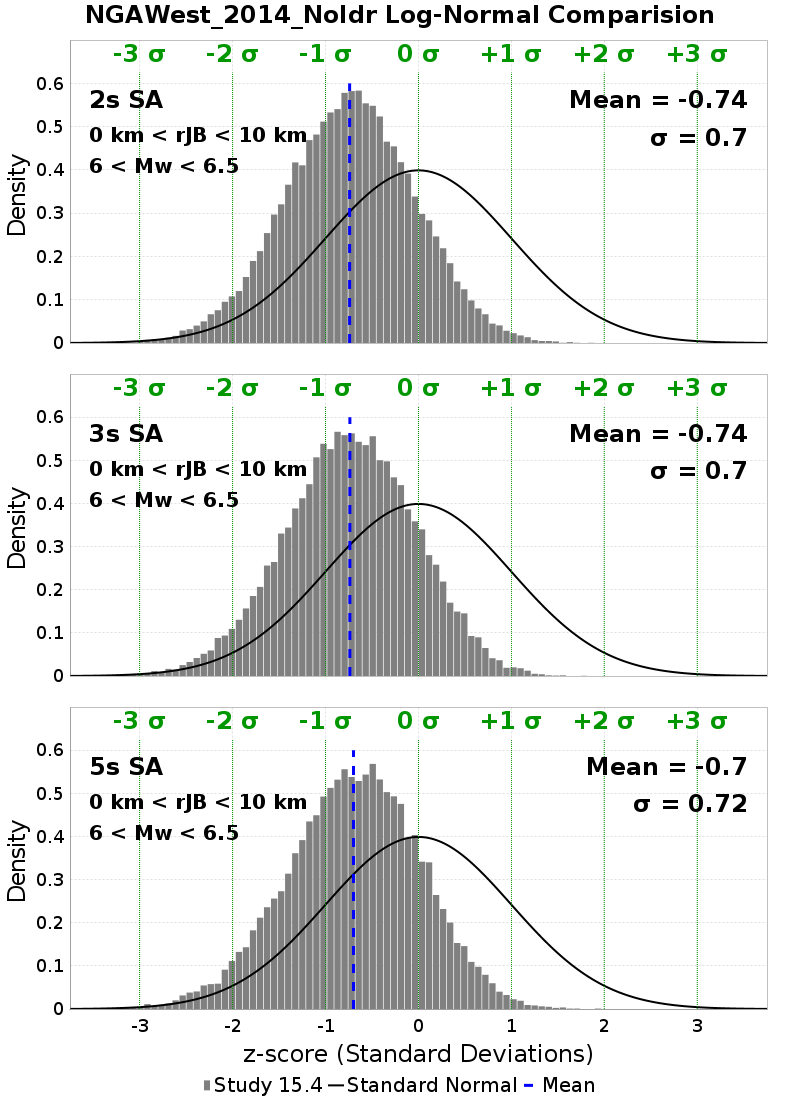 NGAWest_2014_NoIdr Log-Normal Comparision
-3 σ -2 σ -1 σ 0 σ +1 σ +2 σ +3 σ
2s SA
Mean = -0.74
0 km < rJB < 10 km
σ = 0.7
6 < Mw < 6.5
0.6
0.5
0.4
0.3
0.2
0.1
0
Density
-3 σ -2 σ -1 σ 0 σ +1 σ +2 σ +3 σ
3s SA
Mean = -0.74
0 km < rJB < 10 km
σ = 0.7
6 < Mw < 6.5
0.6
0.5
0.4
0.3
0.2
0.1
0
Density
-3 σ -2 σ -1 σ 0 σ +1 σ +2 σ +3 σ
5s SA
Mean = -0.7
0 km < rJB < 10 km
σ = 0.72
6 < Mw < 6.5
0.6
0.5
0.4
0.3
0.2
0.1
0
Density
-3 -2 -1 0 1 2 3
z-score (Standard Deviations)
Study 15.4 Standard Normal Mean